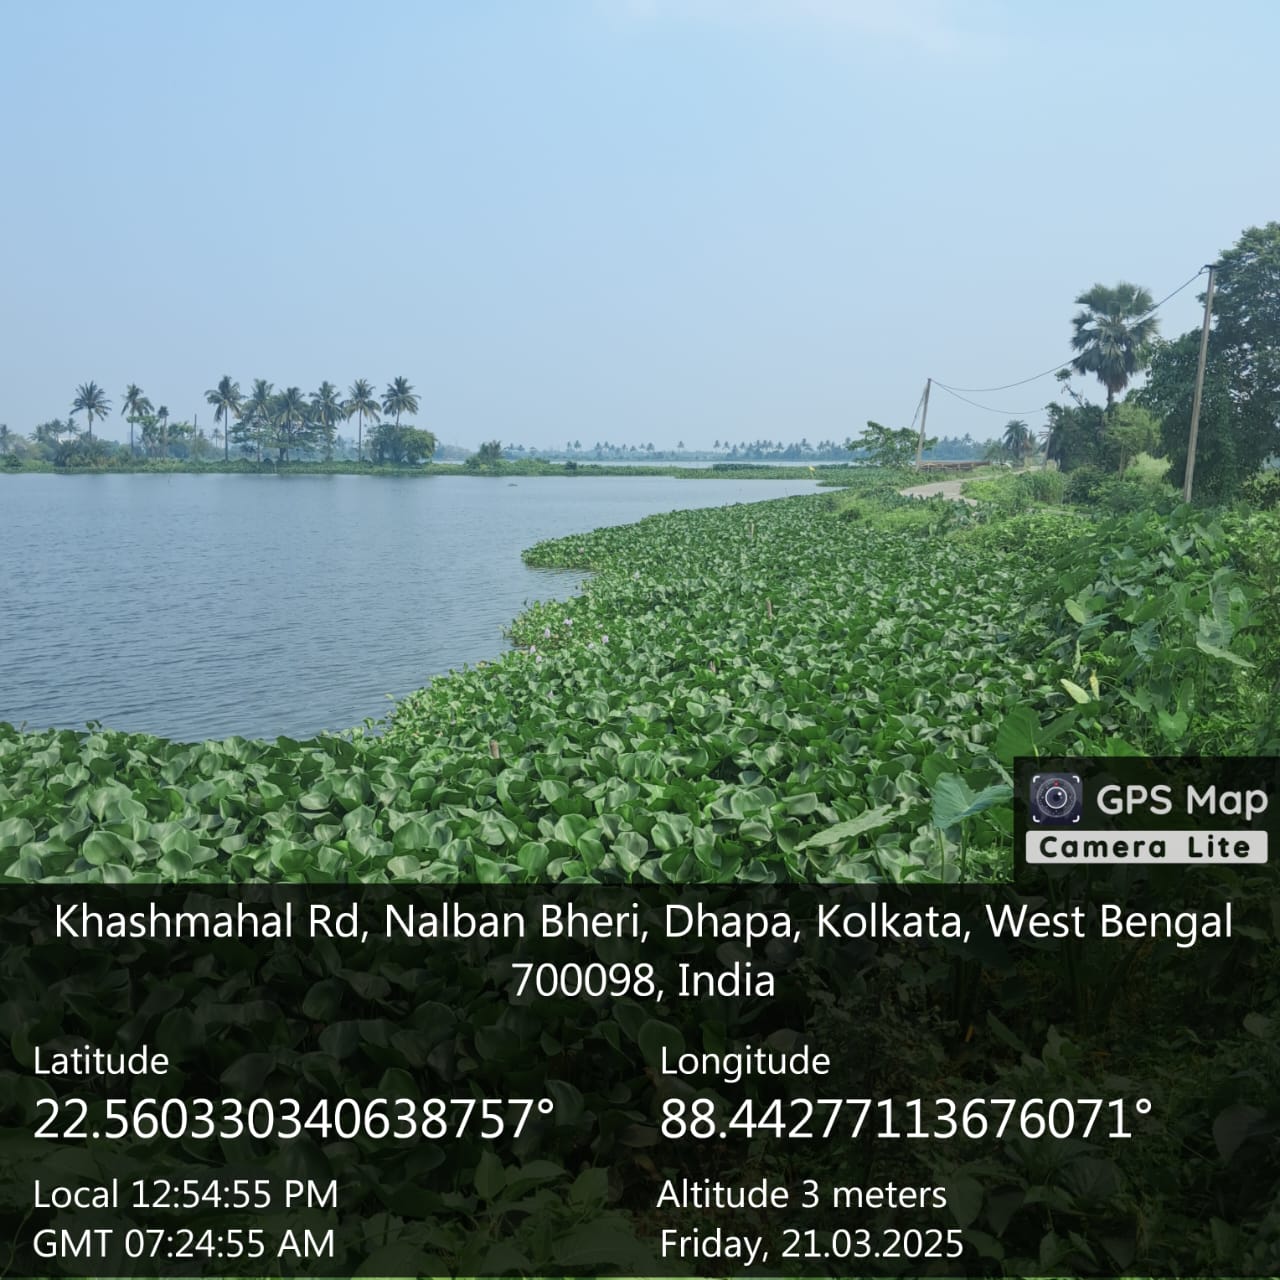 GPS Map
Camera Lite
Khashmahal Rd, Nalban Bheri, Dhapa, Kolkata, West Bengal
700098, India
Latitude
22.560330340638757°
Longitude
88.44277113676071°
Local 12:54:55 PM
GMT 07:24:55 AM
Altitude 3 meters
Friday, 21.03.2025